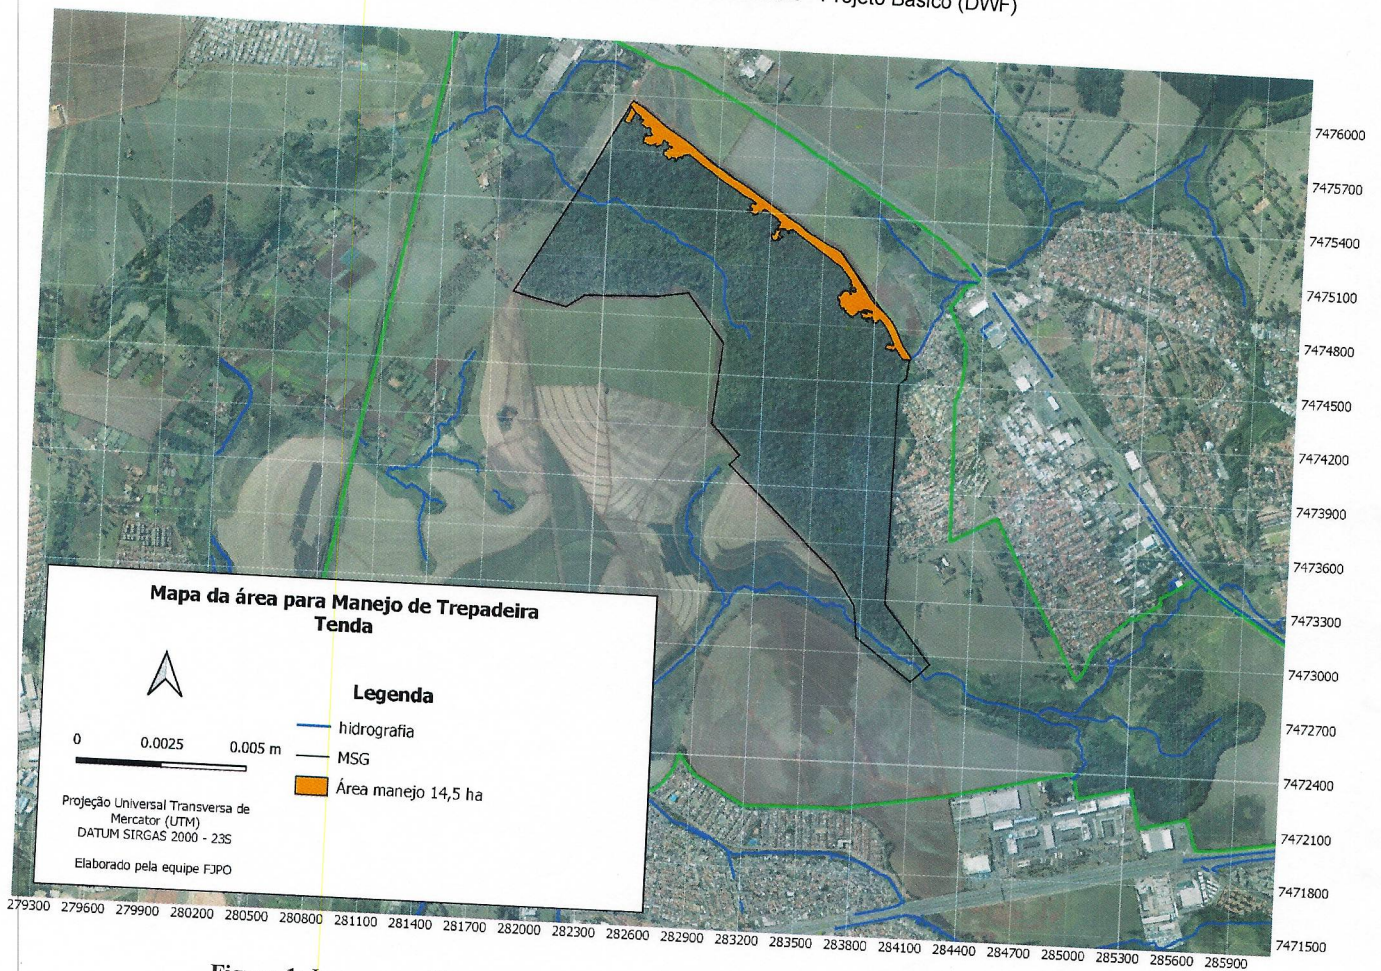 Projeto Básico (DWF)
7476000
7475700
7475400
7475100
7474800
7474500
7474200
7473900
7473600
7473300
7473000
7472700
7472400
7472100
7471800
7471500
Mapa da área para Manejo de Trepadeira
Tenda
Legenda
hidrografia
MSG
Área manejo 14,5 ha
0 0.0025 0.005 m
Projeção Universal Transversa de
Mercator (UTM)
DATUM SIRGAS 2000 - 23S
Elaborado pela equipe FJPO
279300 279600 279900 280200 280500 280800 281100 281400 281700 282000 282300 282600 282900 283200 283500 283800 284100 284400 284700 285000 285300 285600 285900